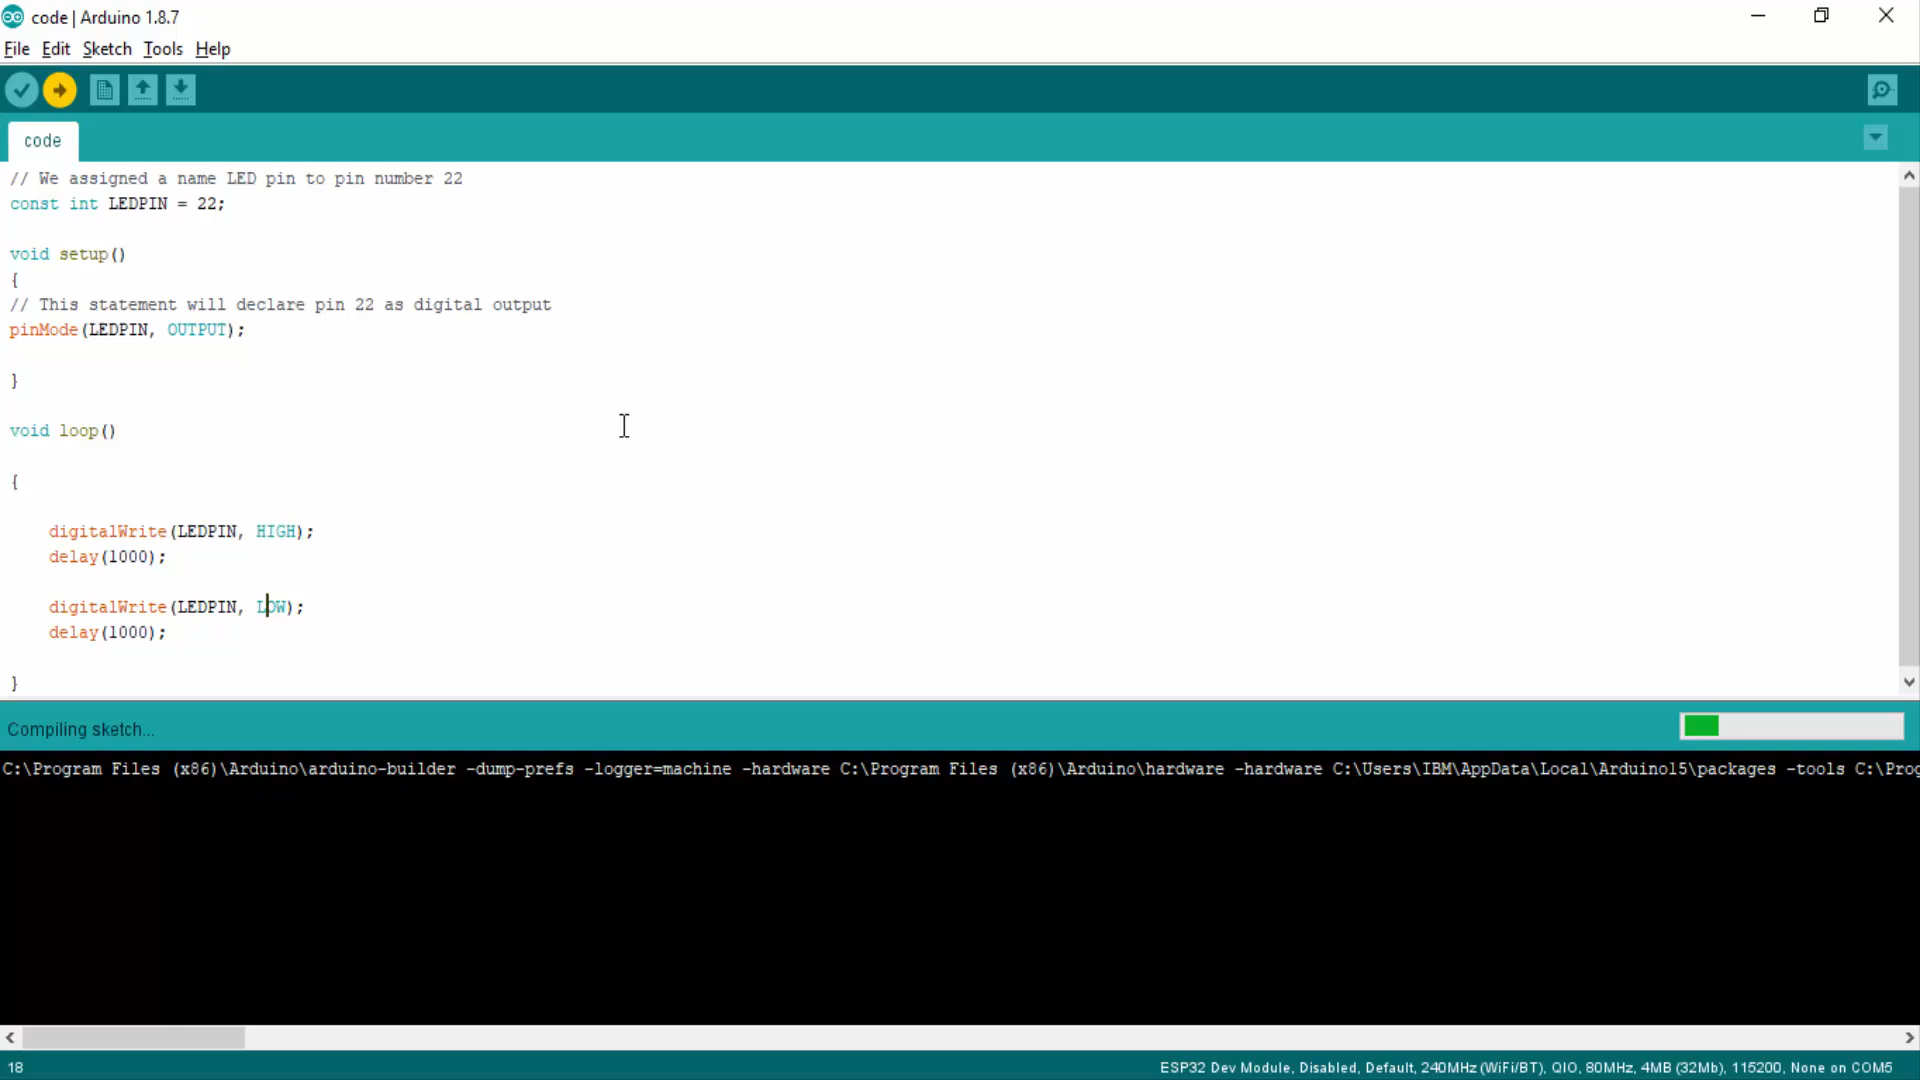 code | Arduino 1.8.7
File Edit Sketch Tools Help
code
// We assigned a name LED pin to pin number 22
const int LEDPIN = 22;
void setup()
{
// This statement will declare pin 22 as digital output
pinMode(LEDPIN, OUTPUT);
}
void loop()
{
digitalWrite(LEDPIN, HIGH);
delay(1000);
digitalWrite(LEDPIN, LOW);
delay(1000);
}
Compiling sketch...
C:\Program Files (x86)\Arduino\arduino-builder -dump-prefs -logger=machine -hardware C:\Program Files (x86)\Arduino\hardware -hardware C:\Users\IBM\AppData\Local\Arduino15\packages -tools C:\Prog
18
ESP32 Dev Module, Disabled, Default, 240MHz (WiFi/BT), QIO, 80MHz, 4MB (32Mb), 115200, None on COM5